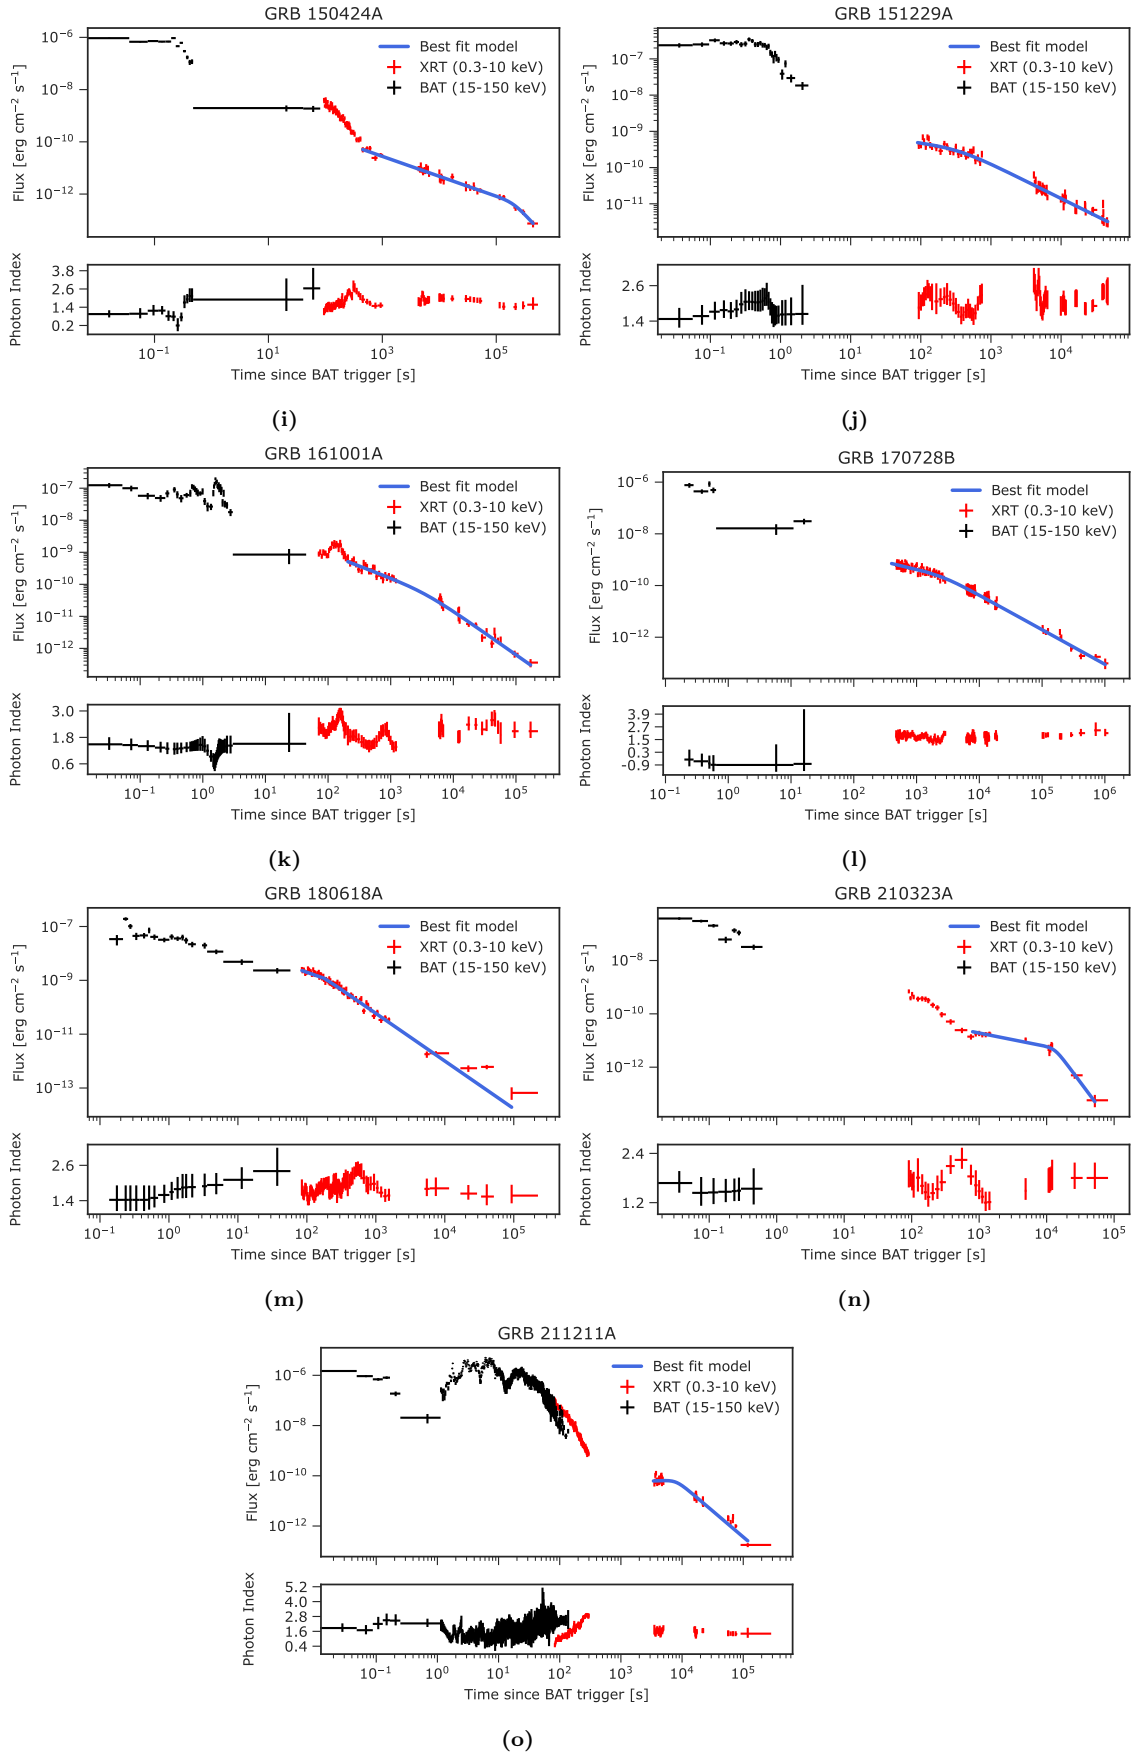 GRB 150424A
Flux [erg cm⁻² s⁻¹]
10⁻⁶
10⁻⁸
10⁻¹⁰
10⁻¹²
Best fit model
XRT (0.3-10 keV)
BAT (15-150 keV)
Photon Index
3.8
2.6
1.4
0.2
10⁻¹ 10¹ 10³ 10⁵
Time since BAT trigger [s]
(i)
GRB 151229A
Flux [erg cm⁻² s⁻¹]
10⁻⁷
10⁻⁸
10⁻⁹
10⁻¹⁰
10⁻¹¹
Best fit model
XRT (0.3-10 keV)
BAT (15-150 keV)
Photon Index
2.6
1.4
10⁻¹ 10⁰ 10¹ 10² 10³ 10⁴
Time since BAT trigger [s]
(j)
GRB 161001A
Flux [erg cm⁻² s⁻¹]
10⁻⁷
10⁻⁸
10⁻⁹
10⁻¹⁰
10⁻¹¹
10⁻¹²
Best fit model
XRT (0.3-10 keV)
BAT (15-150 keV)
Photon Index
3.0
1.8
0.6
10⁻¹ 10⁰ 10¹ 10² 10³ 10⁴ 10⁵
Time since BAT trigger [s]
(k)
GRB 170728B
Flux [erg cm⁻² s⁻¹]
10⁻⁶
10⁻⁸
10⁻¹⁰
10⁻¹²
Best fit model
XRT (0.3-10 keV)
BAT (15-150 keV)
Photon Index
3.9
2.7
1.5
0.3
-0.9
10⁻¹ 10⁰ 10¹ 10² 10³ 10⁴ 10⁵ 10⁶
Time since BAT trigger [s]
(l)
GRB 180618A
Flux [erg cm⁻² s⁻¹]
10⁻⁷
10⁻⁹
10⁻¹¹
10⁻¹³
Best fit model
XRT (0.3-10 keV)
BAT (15-150 keV)
Photon Index
2.6
1.4
10⁻¹ 10⁰ 10¹ 10² 10³ 10⁴ 10⁵
Time since BAT trigger [s]
(m)
GRB 210323A
Flux [erg cm⁻² s⁻¹]
10⁻⁸
10⁻¹⁰
10⁻¹²
Best fit model
XRT (0.3-10 keV)
BAT (15-150 keV)
Photon Index
2.4
1.2
10⁻¹ 10⁰ 10¹ 10² 10³ 10⁴ 10⁵
Time since BAT trigger [s]
(n)
GRB 211211A
Flux [erg cm⁻² s⁻¹]
10⁻⁶
10⁻⁸
10⁻¹⁰
10⁻¹²
Best fit model
XRT (0.3-10 keV)
BAT (15-150 keV)
Photon Index
5.2
4.0
2.8
1.6
0.4
10⁻¹ 10⁰ 10¹ 10² 10³ 10⁴ 10⁵
Time since BAT trigger [s]
(o)